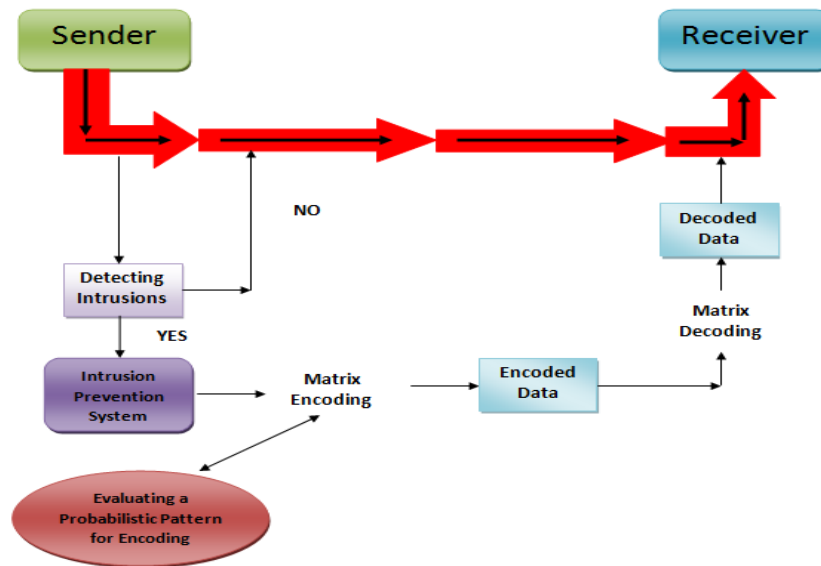 Sender
Receiver
NO
Decoded
Data
Detecting
Intrusions
YES
Matrix
Decoding
Intrusion
Prevention
System
Matrix
Encoding
Encoded
Data
Evaluating a
Probabilistic Pattern
for Encoding